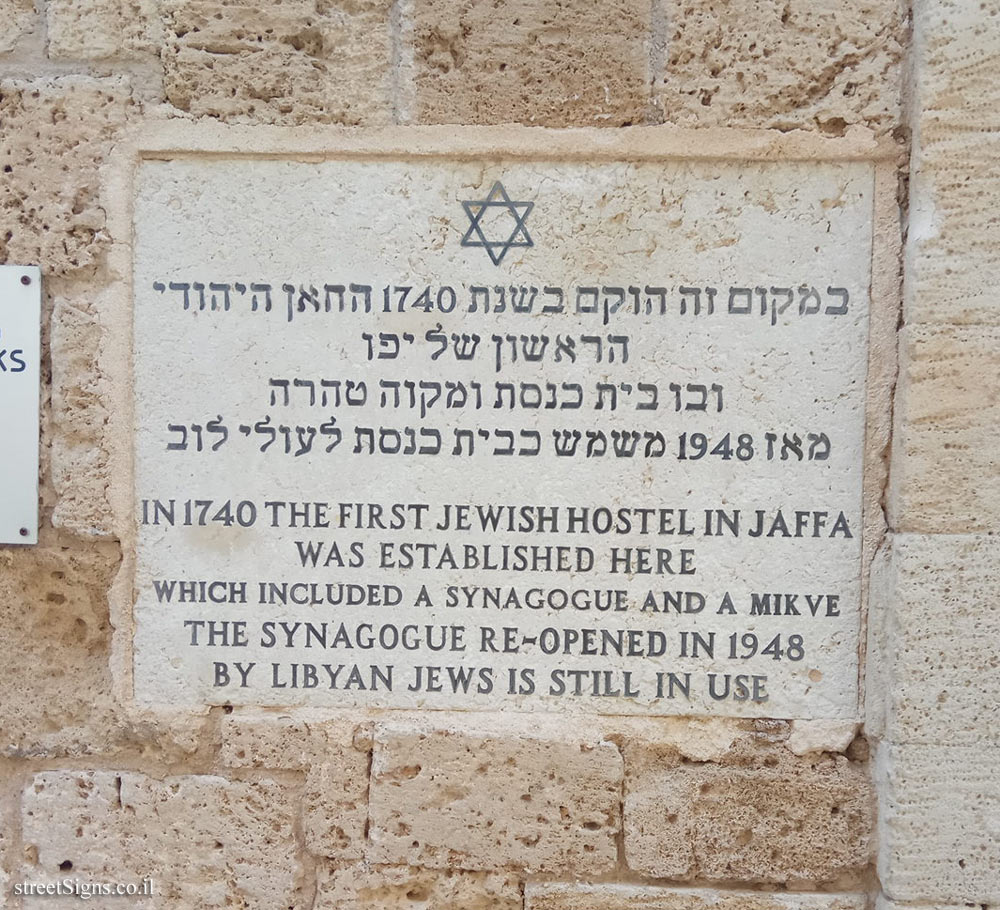 במקום זה הוקם בשנת 1740 החאן היהודי
הראשון של יפו
ובו בית כנסת ומקוה טהרה
מאז 1948 משמש כבית כנסת לעולי לוב
IN 1740 THE FIRST JEWISH HOSTEL IN JAFFA
WAS ESTABLISHED HERE
WHICH INCLUDED A SYNAGOGUE AND A MIKVE
THE SYNAGOGUE RE-OPENED IN 1948
BY LIBYAN JEWS IS STILL IN USE
KS
streetSigns.co.il